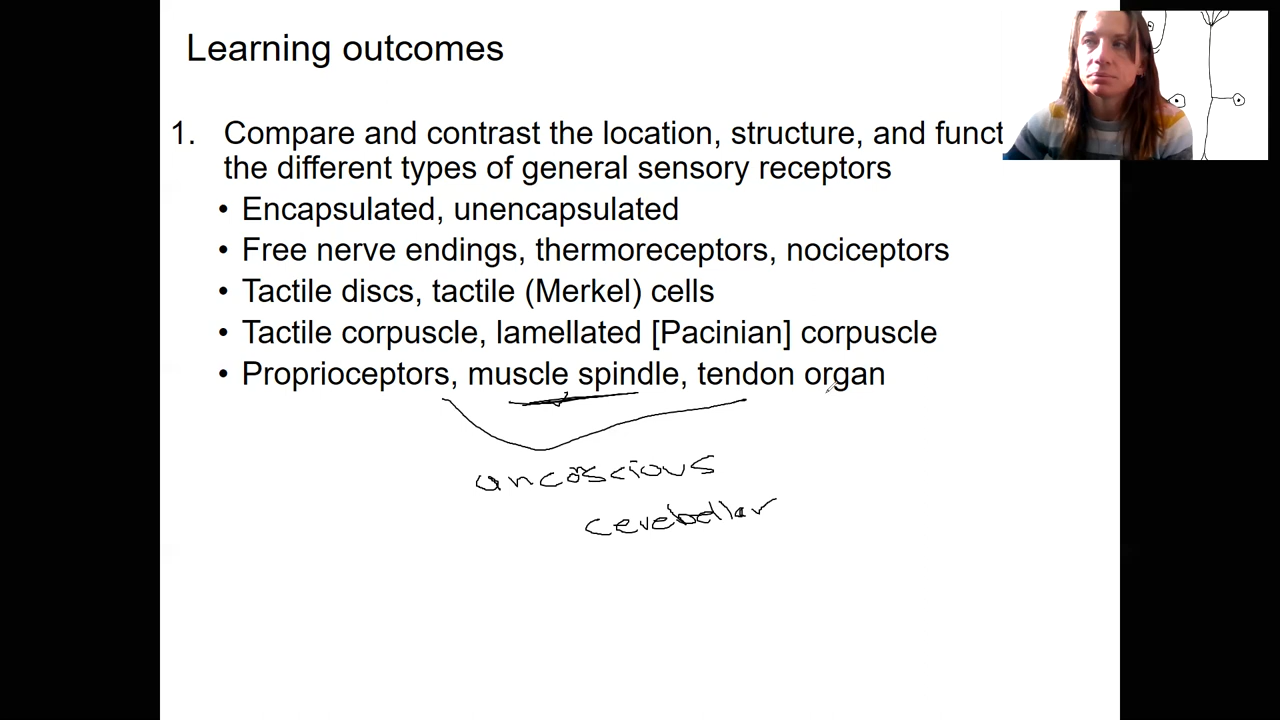 Learning outcomes
1. Compare and contrast the location, structure, and funct
the different types of general sensory receptors
• Encapsulated, unencapsulated
• Free nerve endings, thermoreceptors, nociceptors
• Tactile discs, tactile (Merkel) cells
• Tactile corpuscle, lamellated [Pacinian] corpuscle
• Proprioceptors, muscle spindle, tendon organ
uncoscious
cerebellar